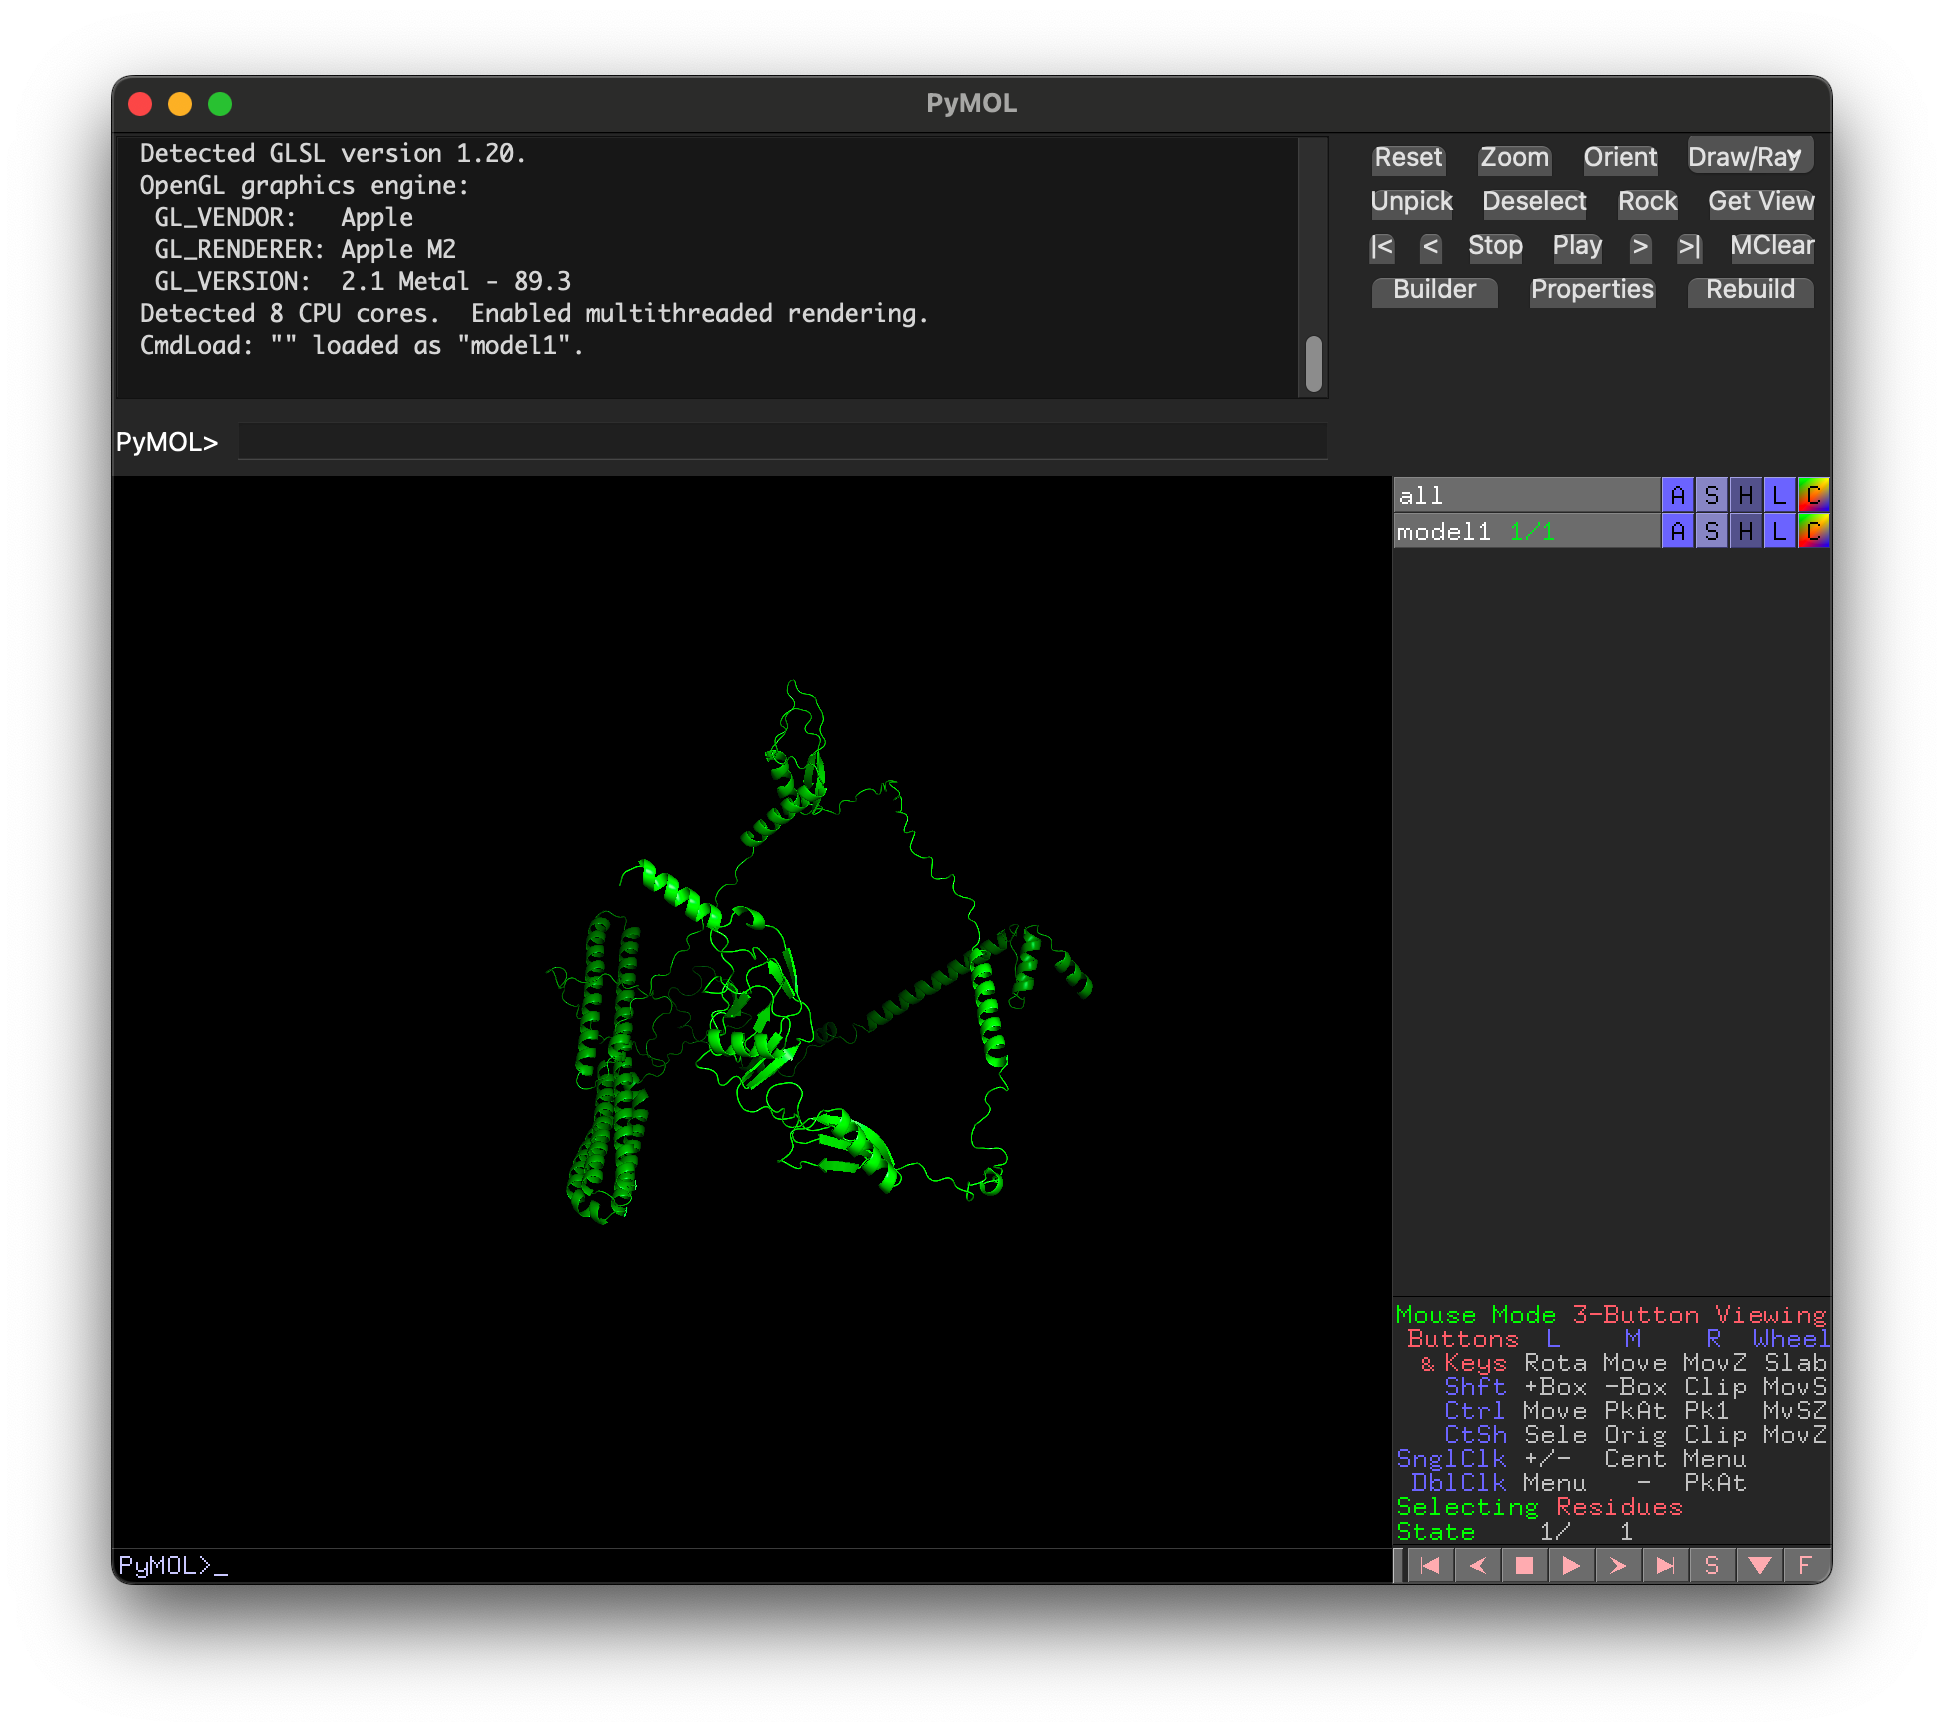 PyMOL
Detected GLSL version 1.20.
OpenGL graphics engine:
GL_VENDOR:   Apple
GL_RENDERER: Apple M2
GL_VERSION:  2.1 Metal - 89.3
Detected 8 CPU cores.  Enabled multithreaded rendering.
CmdLoad: "" loaded as "model1".
Reset Zoom Orient Draw/Ray
Unpick Deselect Rock Get View
|< < Stop Play > >| MClear
Builder Properties Rebuild
PyMOL>
all A S H L C
model1 1/1 A S H L C
Mouse Mode 3-Button Viewing
Buttons L M R Wheel
& Keys Rota Move MovZ Slab
Shft +Box -Box Clip MovS
Ctrl Move PkAt Pk1 MvSZ
CtSh Sele Orig Clip MovZ
SnglClk +/- Cent Menu
DblClk Menu - PkAt
Selecting Residues
State 1/ 1
PyMOL>_
S F